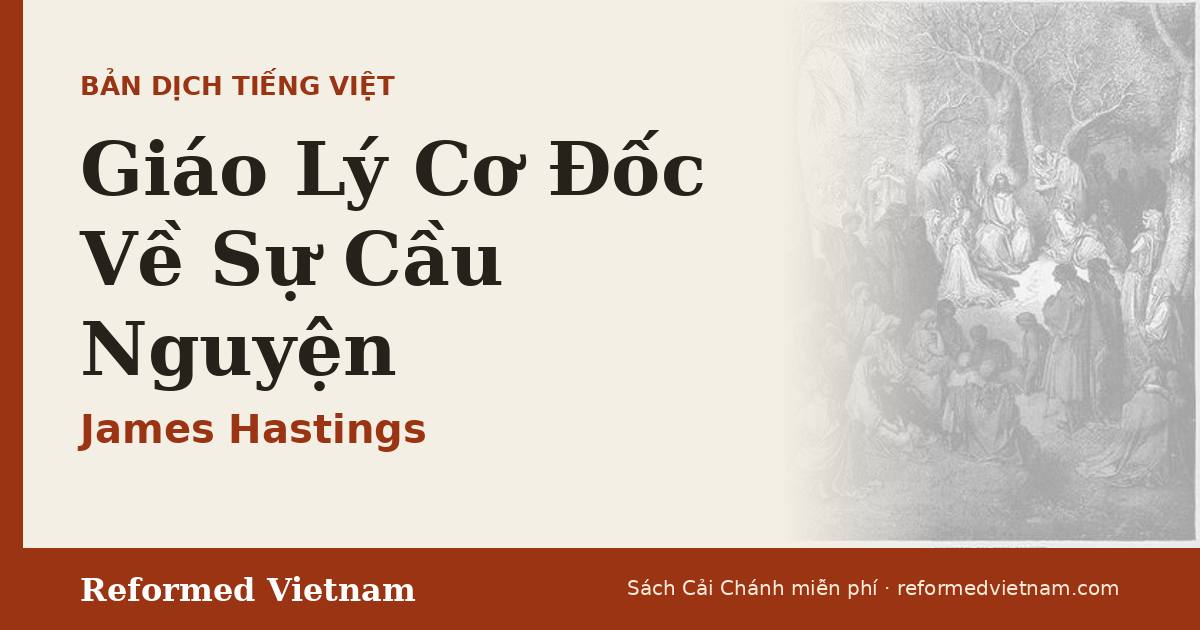 BẢN DỊCH TIẾNG VIỆT
Giáo Lý Cơ Đốc
Về Sự Cầu
Nguyện
James Hastings
Reformed Vietnam
Sách Cải Chánh miễn phí · reformedvietnam.com